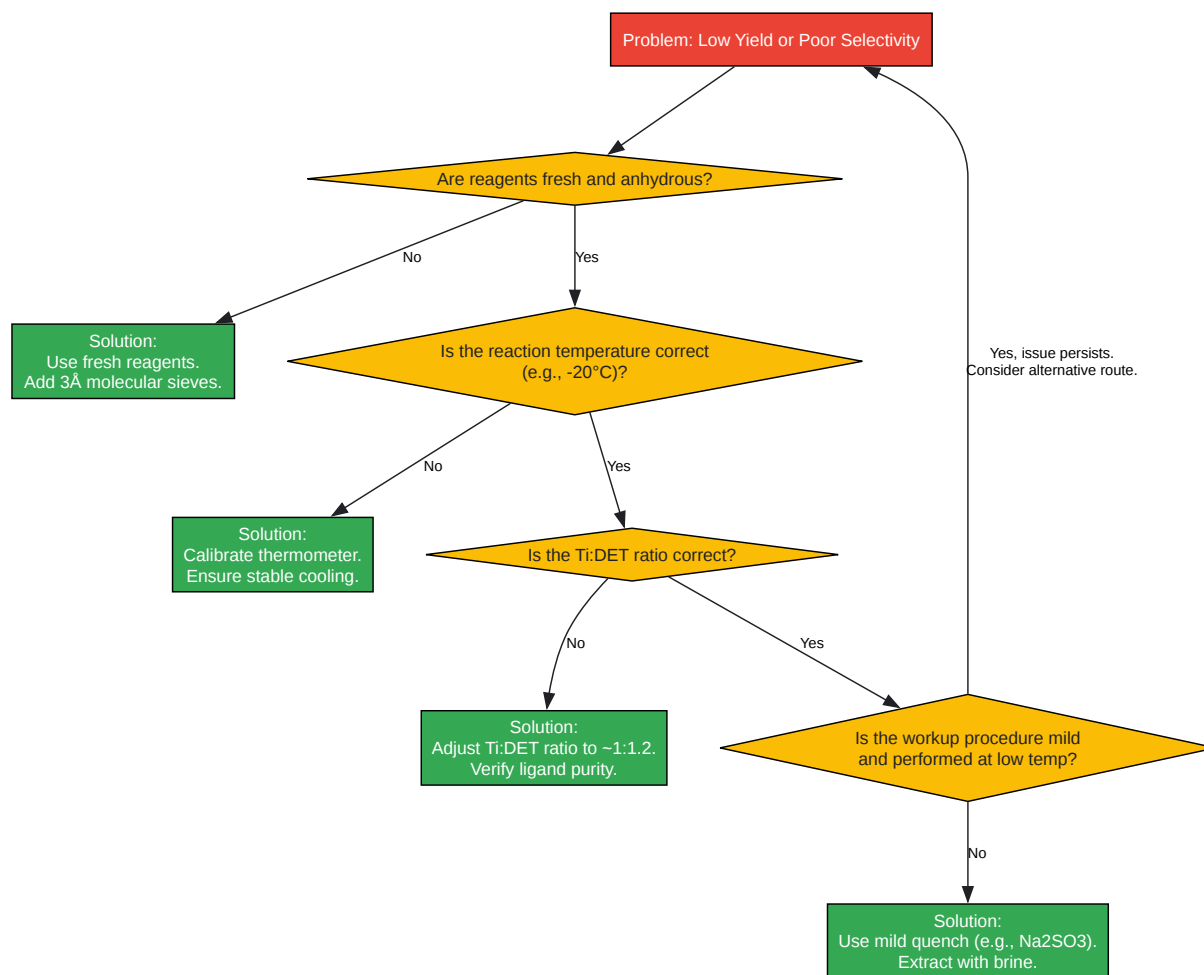 Problem: Low Yield or Poor Selectivity
Are reagents fresh and anhydrous?
No
Yes
Solution:
Use fresh reagents.
Add 3Å molecular sieves.
Is the reaction temperature correct
(e.g., -20°C)?
Yes, issue persists.
Consider alternative route.
No
Yes
Solution:
Calibrate thermometer.
Ensure stable cooling.
Is the Ti:DET ratio correct?
No
Yes
Solution:
Adjust Ti:DET ratio to ~1:1.2.
Verify ligand purity.
Is the workup procedure mild
and performed at low temp?
No
Solution:
Use mild quench (e.g., Na2SO3).
Extract with brine.